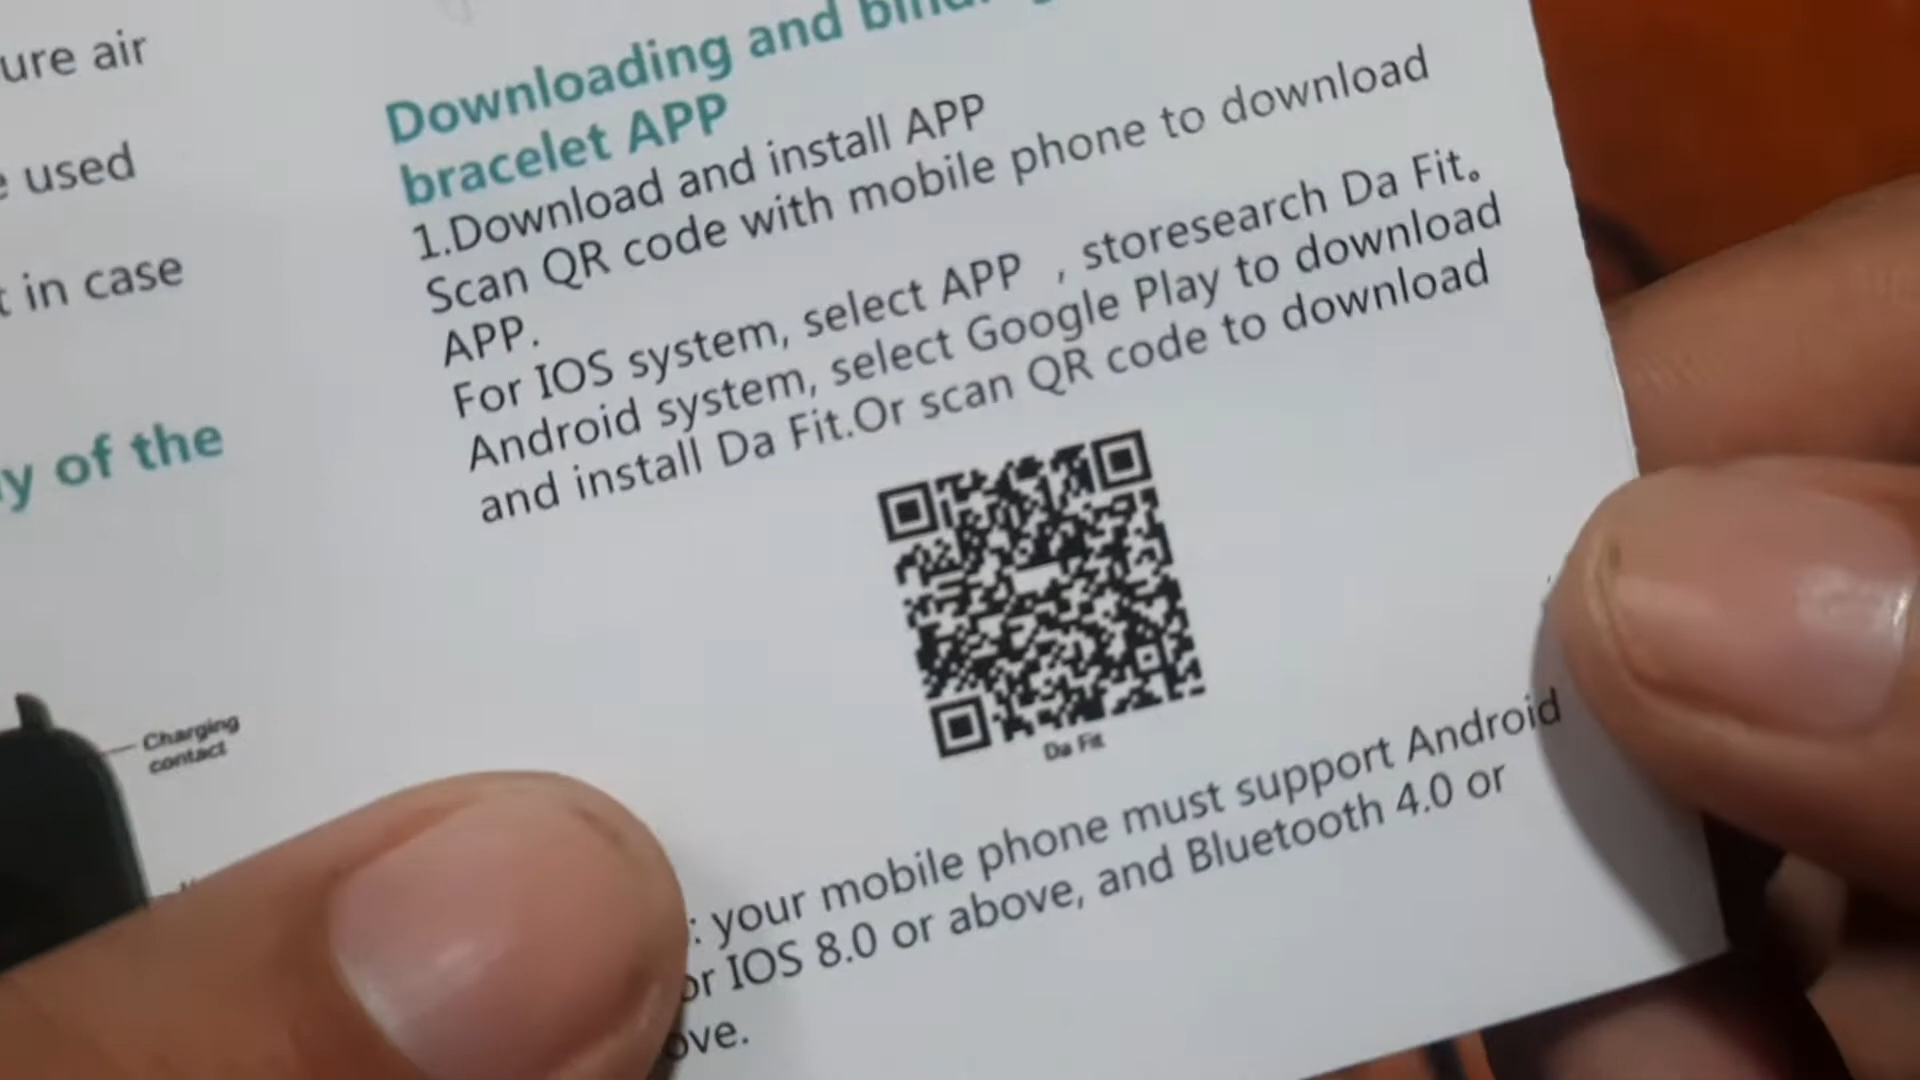 ure air
used
in case
y of the
Charging
contact
Downloading and
bracelet APP
1.Download and install APP
Scan QR code with mobile phone to download
APP.
For IOS system, select APP , storesearch Da Fit。
Android system, select Google Play to download
and install Da Fit.Or scan QR code to download
Da Fit
: your mobile phone must support Android
or IOS 8.0 or above, and Bluetooth 4.0 or
ove.